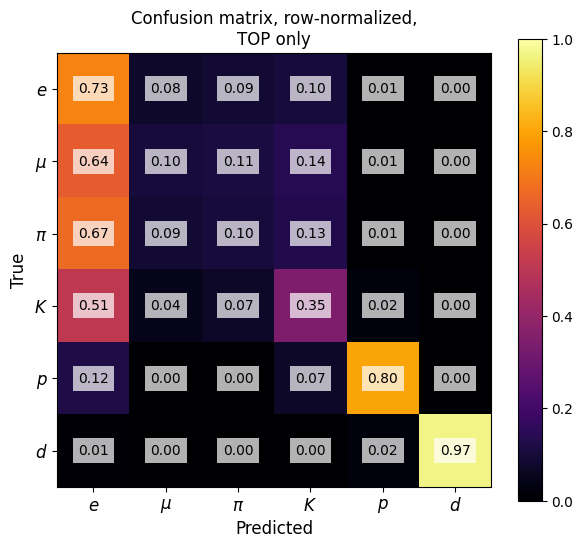 Confusion matrix, row-normalized,
TOP only
True
e 0.73 0.08 0.09 0.10 0.01 0.00
μ 0.64 0.10 0.11 0.14 0.01 0.00
π 0.67 0.09 0.10 0.13 0.01 0.00
K 0.51 0.04 0.07 0.35 0.02 0.00
p 0.12 0.00 0.00 0.07 0.80 0.00
d 0.01 0.00 0.00 0.00 0.02 0.97
e μ π K p d
Predicted
1.0
0.8
0.6
0.4
0.2
0.0